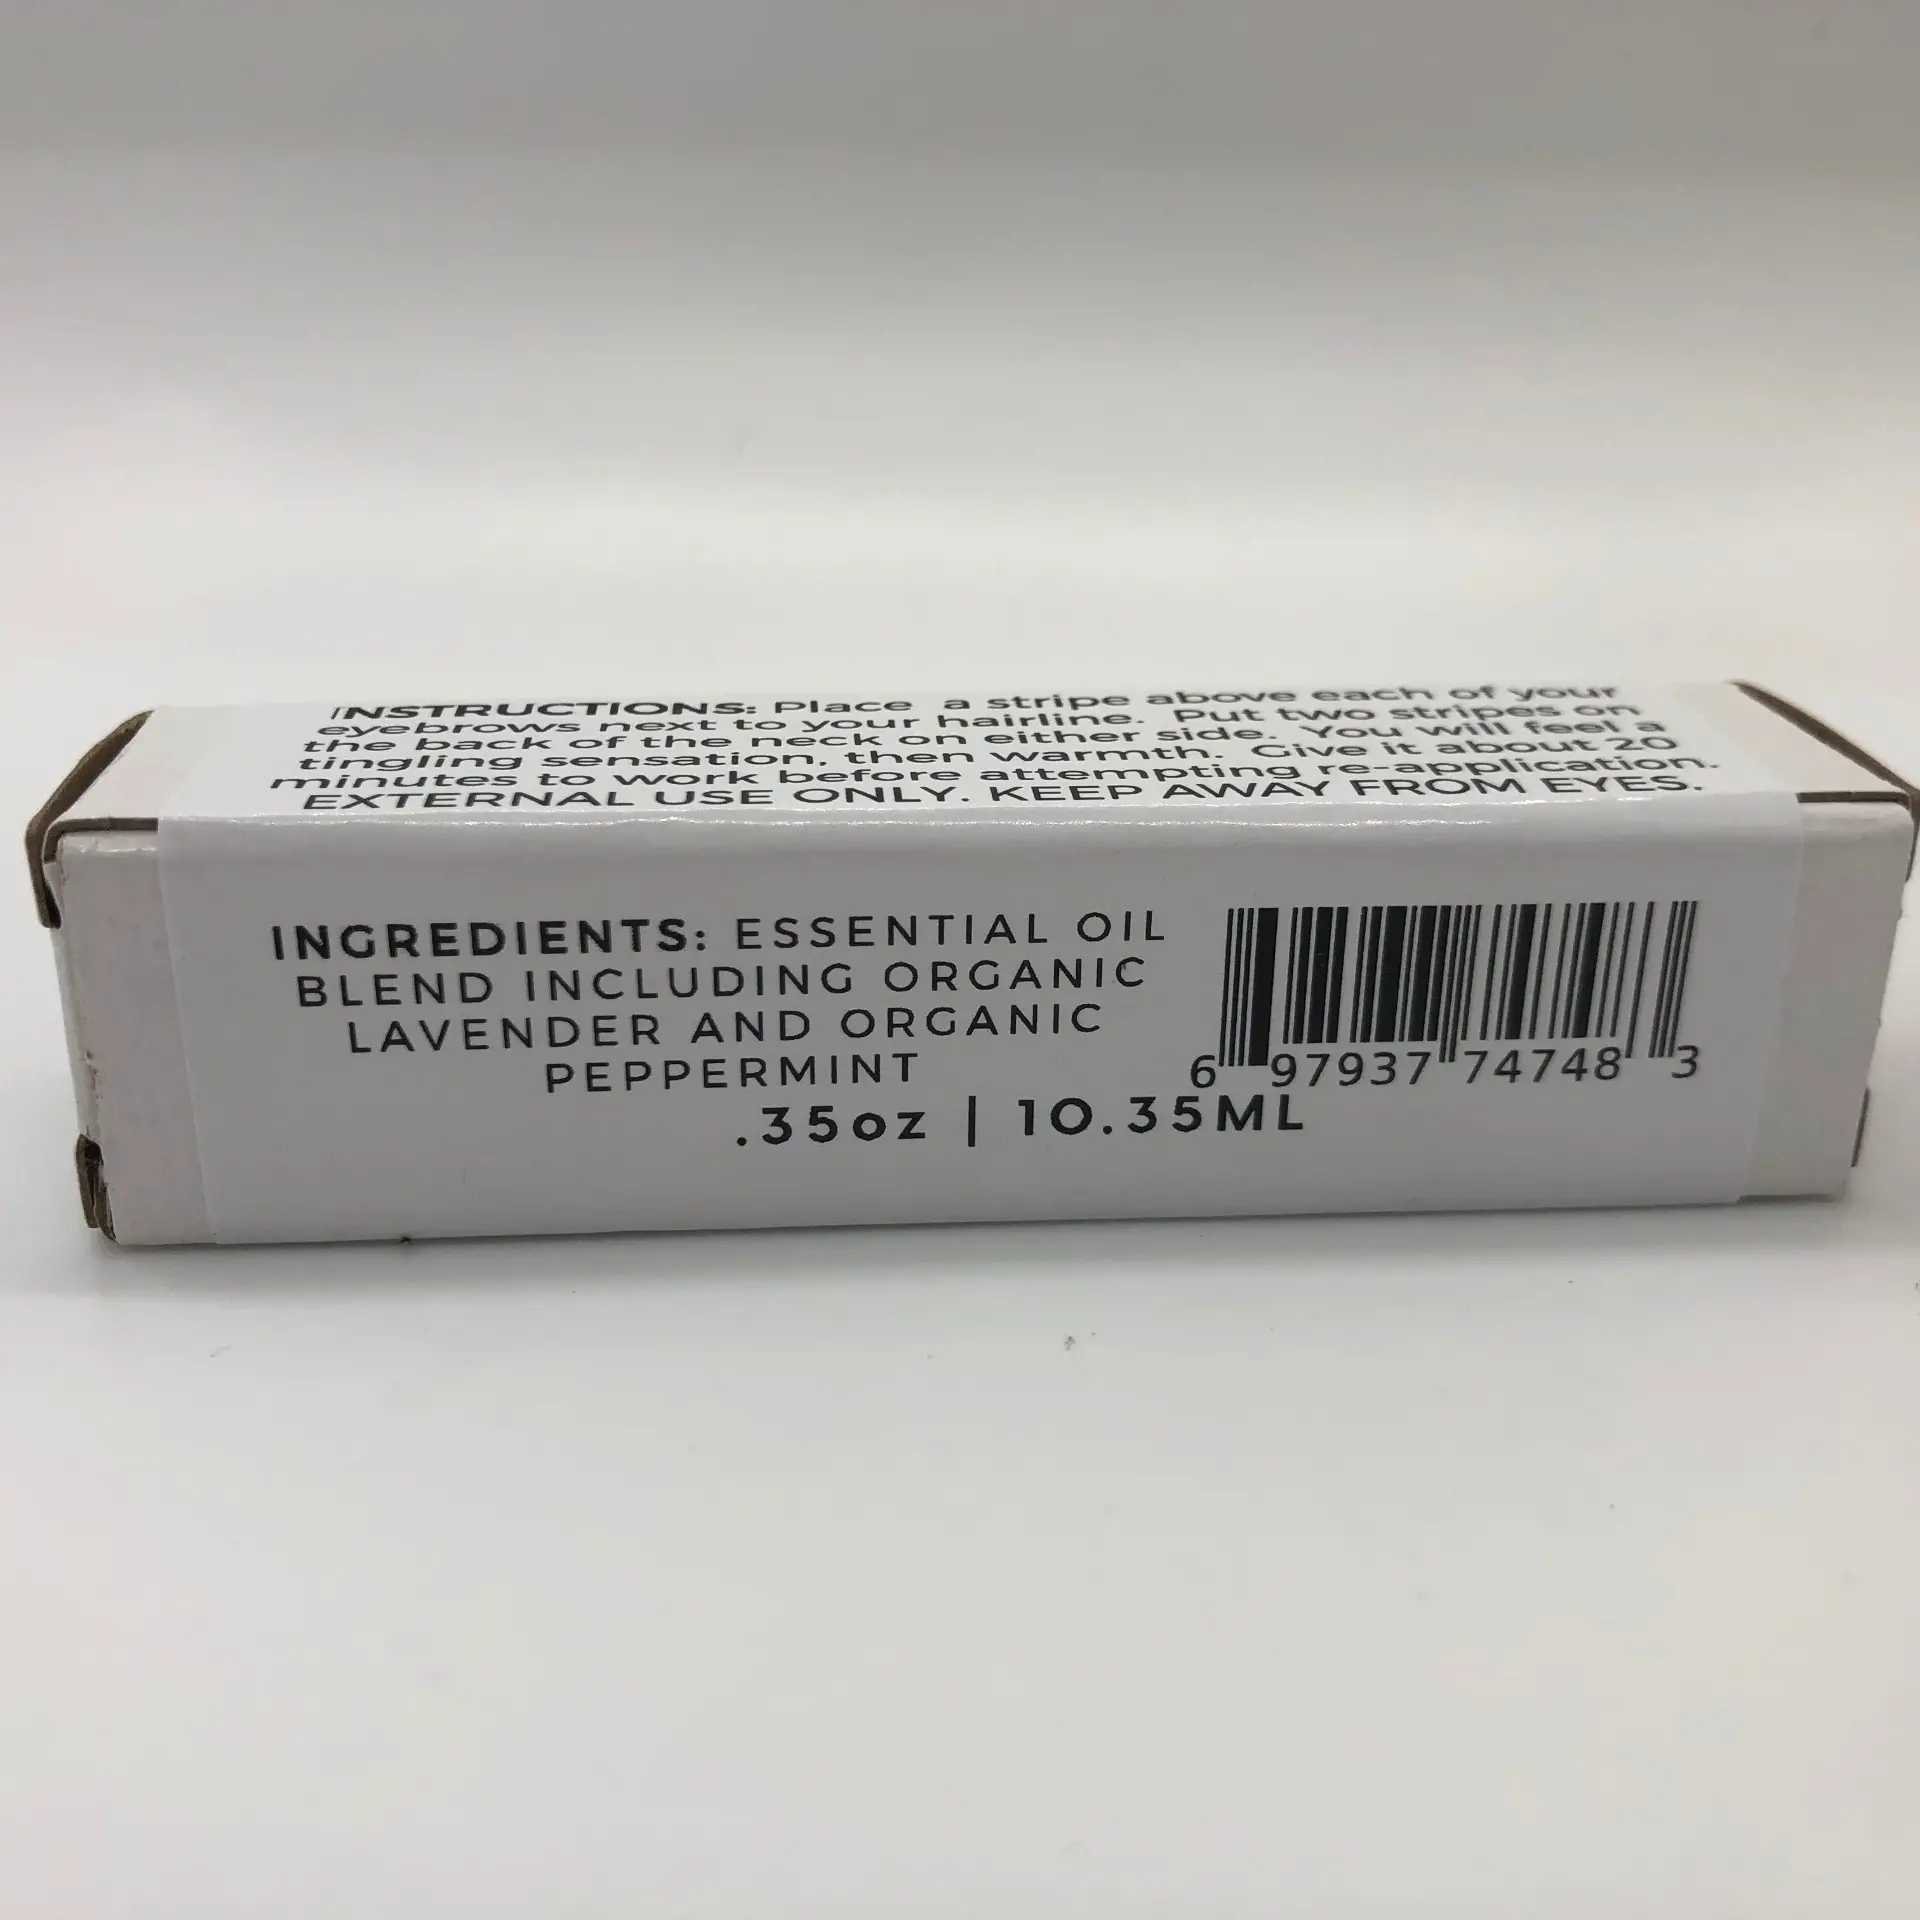 INSTRUCTIONS: Place a stripe above each of your
eyebrows next to your hairline. Put two stripes on
the back of the neck on either side. You will feel a
tingling sensation, then warmth. Give it about 20
minutes to work before attempting re-application.
EXTERNAL USE ONLY. KEEP AWAY FROM EYES.
INGREDIENTS: ESSENTIAL OIL
BLEND INCLUDING ORGANIC
LAVENDER AND ORGANIC
PEPPERMINT
6 97937 74748 3
.35oz | 10.35ML